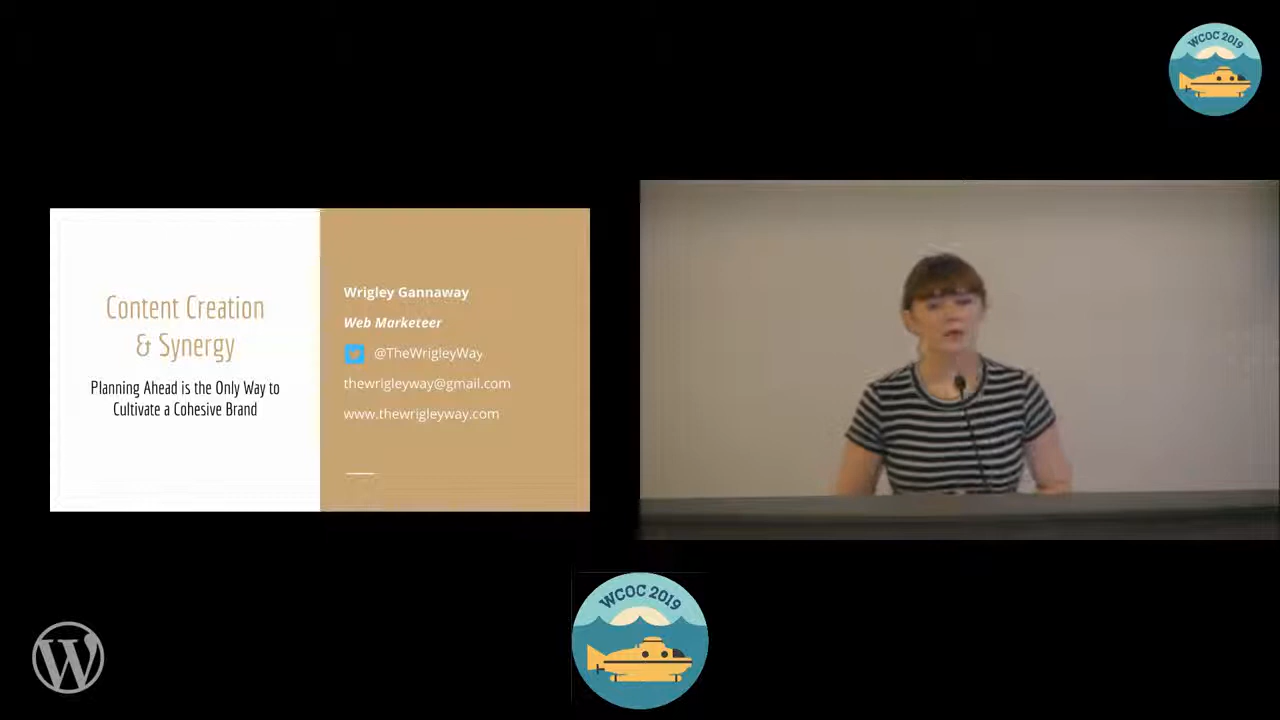 WCOC 2019
Content Creation
& Synergy
Planning Ahead is the Only Way to
Cultivate a Cohesive Brand
Wrigley Gannaway
Web Marketeer
@TheWrigleyWay
thewrigleyway@gmail.com
www.thewrigleyway.com
WCOC 2019
W